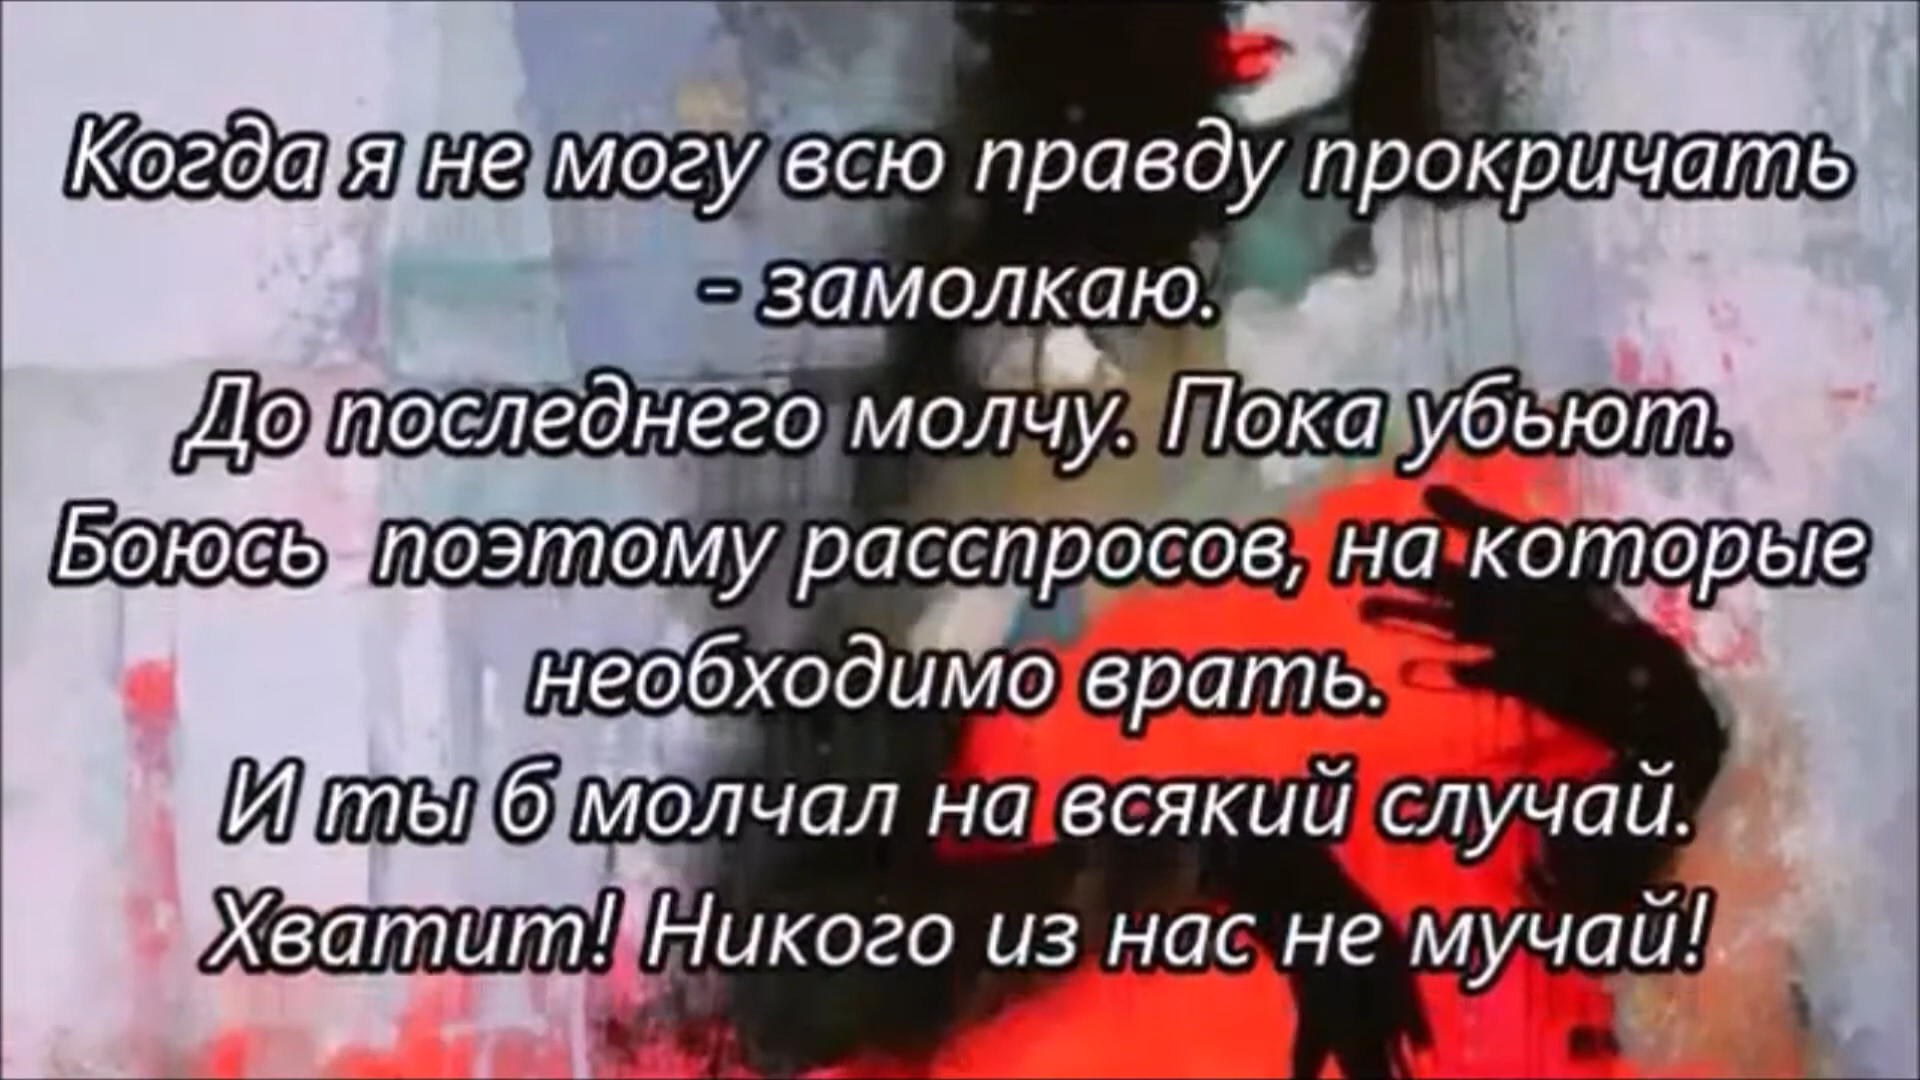 Когда я не могу всю правду прокричать
- замолкаю.
До последнего молчу. Пока убьют.
Боюсь  поэтому расспросов, на которые
необходимо врать.
И ты б молчал на всякий случай.
Хватит! Никого из нас не мучай!